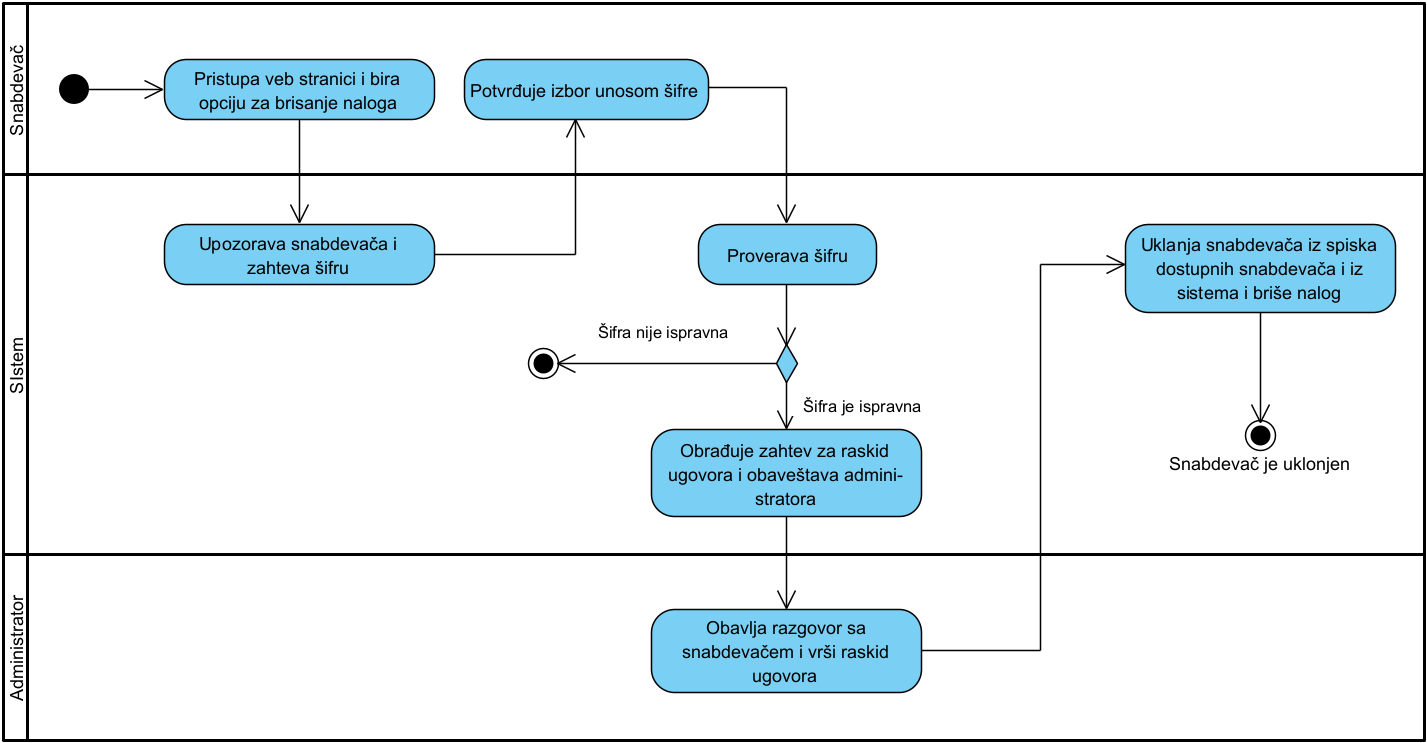 Snabdevač
Pristupa veb stranici i bira
opciju za brisanje naloga
Potvrđuje izbor unosom šifre
SIstem
Upozorava snabdevača i
zahteva šifru
Proverava šifru
Uklanja snabdevača iz spiska
dostupnih snabdevača i iz
sistema i briše nalog
Šifra nije ispravna
Šifra je ispravna
Obrađuje zahtev za raskid
ugovora i obaveštava admini-
stratora
Snabdevač je uklonjen
Administrator
Obavlja razgovor sa
snabdevačem i vrši raskid
ugovora